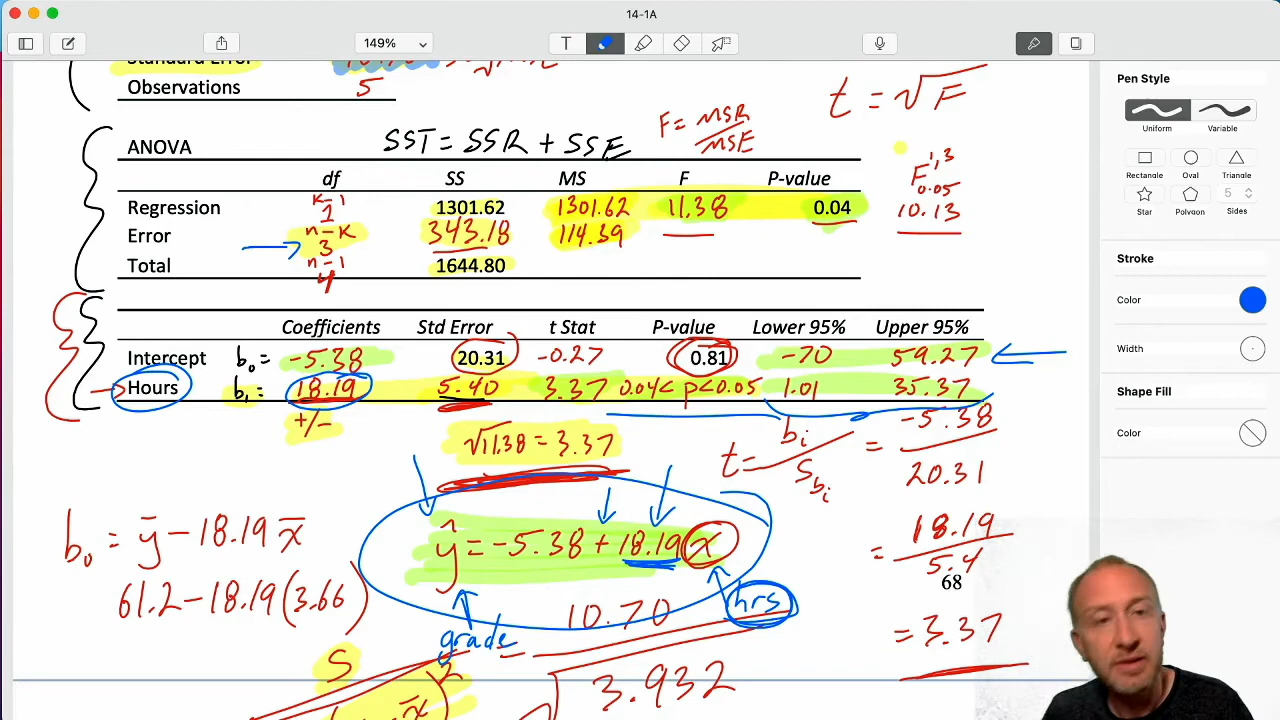 14-1A
149%
Pen Style
Uniform Variable
Rectangle Oval Triangle
Star Polygon Sides
5
Stroke
Color
Width
Shape Fill
Color
Standard Error
Observations 5
t = √F
ANOVA SST = SSR + SSE F = MSR/MSE
df SS MS F P-value
Regression k-1 1 1301.62 1301.62 11.38 0.04
Error n-k 3 343.18 114.39
Total n-1 4 1644.80
F 1,3 0.05
10.13
Coefficients Std Error t Stat P-value Lower 95% Upper 95%
Intercept b₀ = -5.38 20.31 -0.27 0.81 -70 59.27
Hours b₁ = 18.19 5.40 3.37 0.04< p<0.05 1.01 35.37
+/-
√11.38 = 3.37
t = bᵢ/S_bᵢ = -5.38/20.31
= 18.19/5.4
68
= 3.37
b₀ = ȳ - 18.19 x̄
61.2 - 18.19(3.66)
ŷ = -5.38 + 18.19 x
grade
hrs
10.70
3.932
S
x̄
2